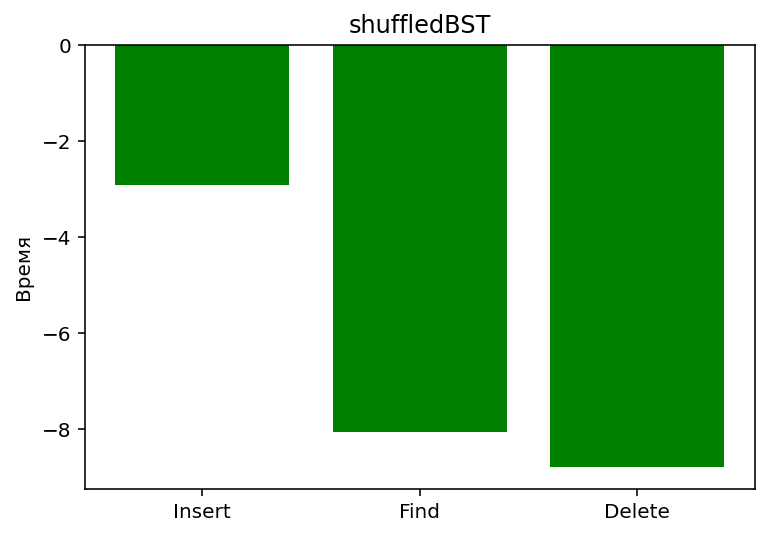 shuffledBST
Время
0
−2
−4
−6
−8
Insert
Find
Delete